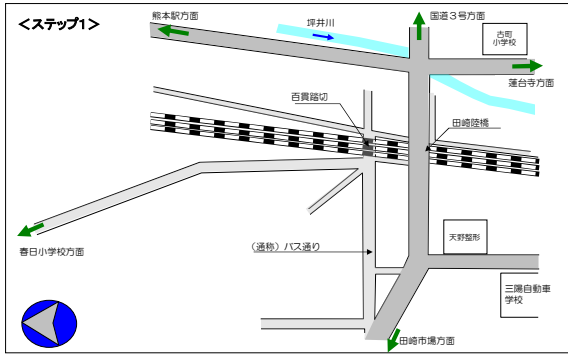 <ステップ1>
熊本駅方面
坪井川
国道3号方面
古町
小学校
蓮台寺方面
百貫踏切
田崎陸橋
春日小学校方面
(通称)バス通り
天野整形
三陽自動車
学校
田崎市場方面